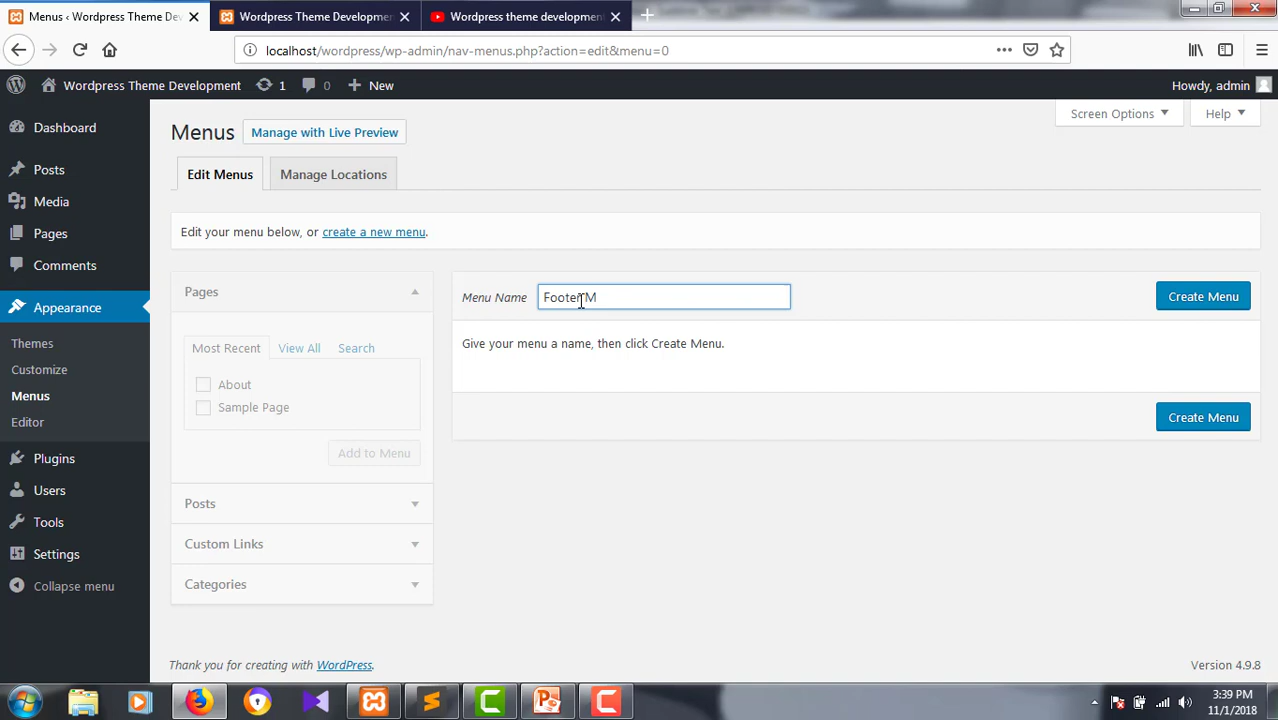 Menus ‹ Wordpress Theme De
Wordpress Theme Developmen
Wordpress theme development
localhost/wordpress/wp-admin/nav-menus.php?action=edit&menu=0
Wordpress Theme Development 1 0 New
Howdy, admin
Screen Options
Help
Dashboard
Posts
Media
Pages
Comments
Appearance
Themes
Customize
Menus
Editor
Plugins
Users
Tools
Settings
Collapse menu
Menus
Manage with Live Preview
Edit Menus
Manage Locations
Edit your menu below, or create a new menu.
Pages
Most Recent View All Search
About
Sample Page
Add to Menu
Posts
Custom Links
Categories
Menu Name Footer M
Create Menu
Give your menu a name, then click Create Menu.
Create Menu
Thank you for creating with WordPress.
Version 4.9.8
3:39 PM
11/1/2018